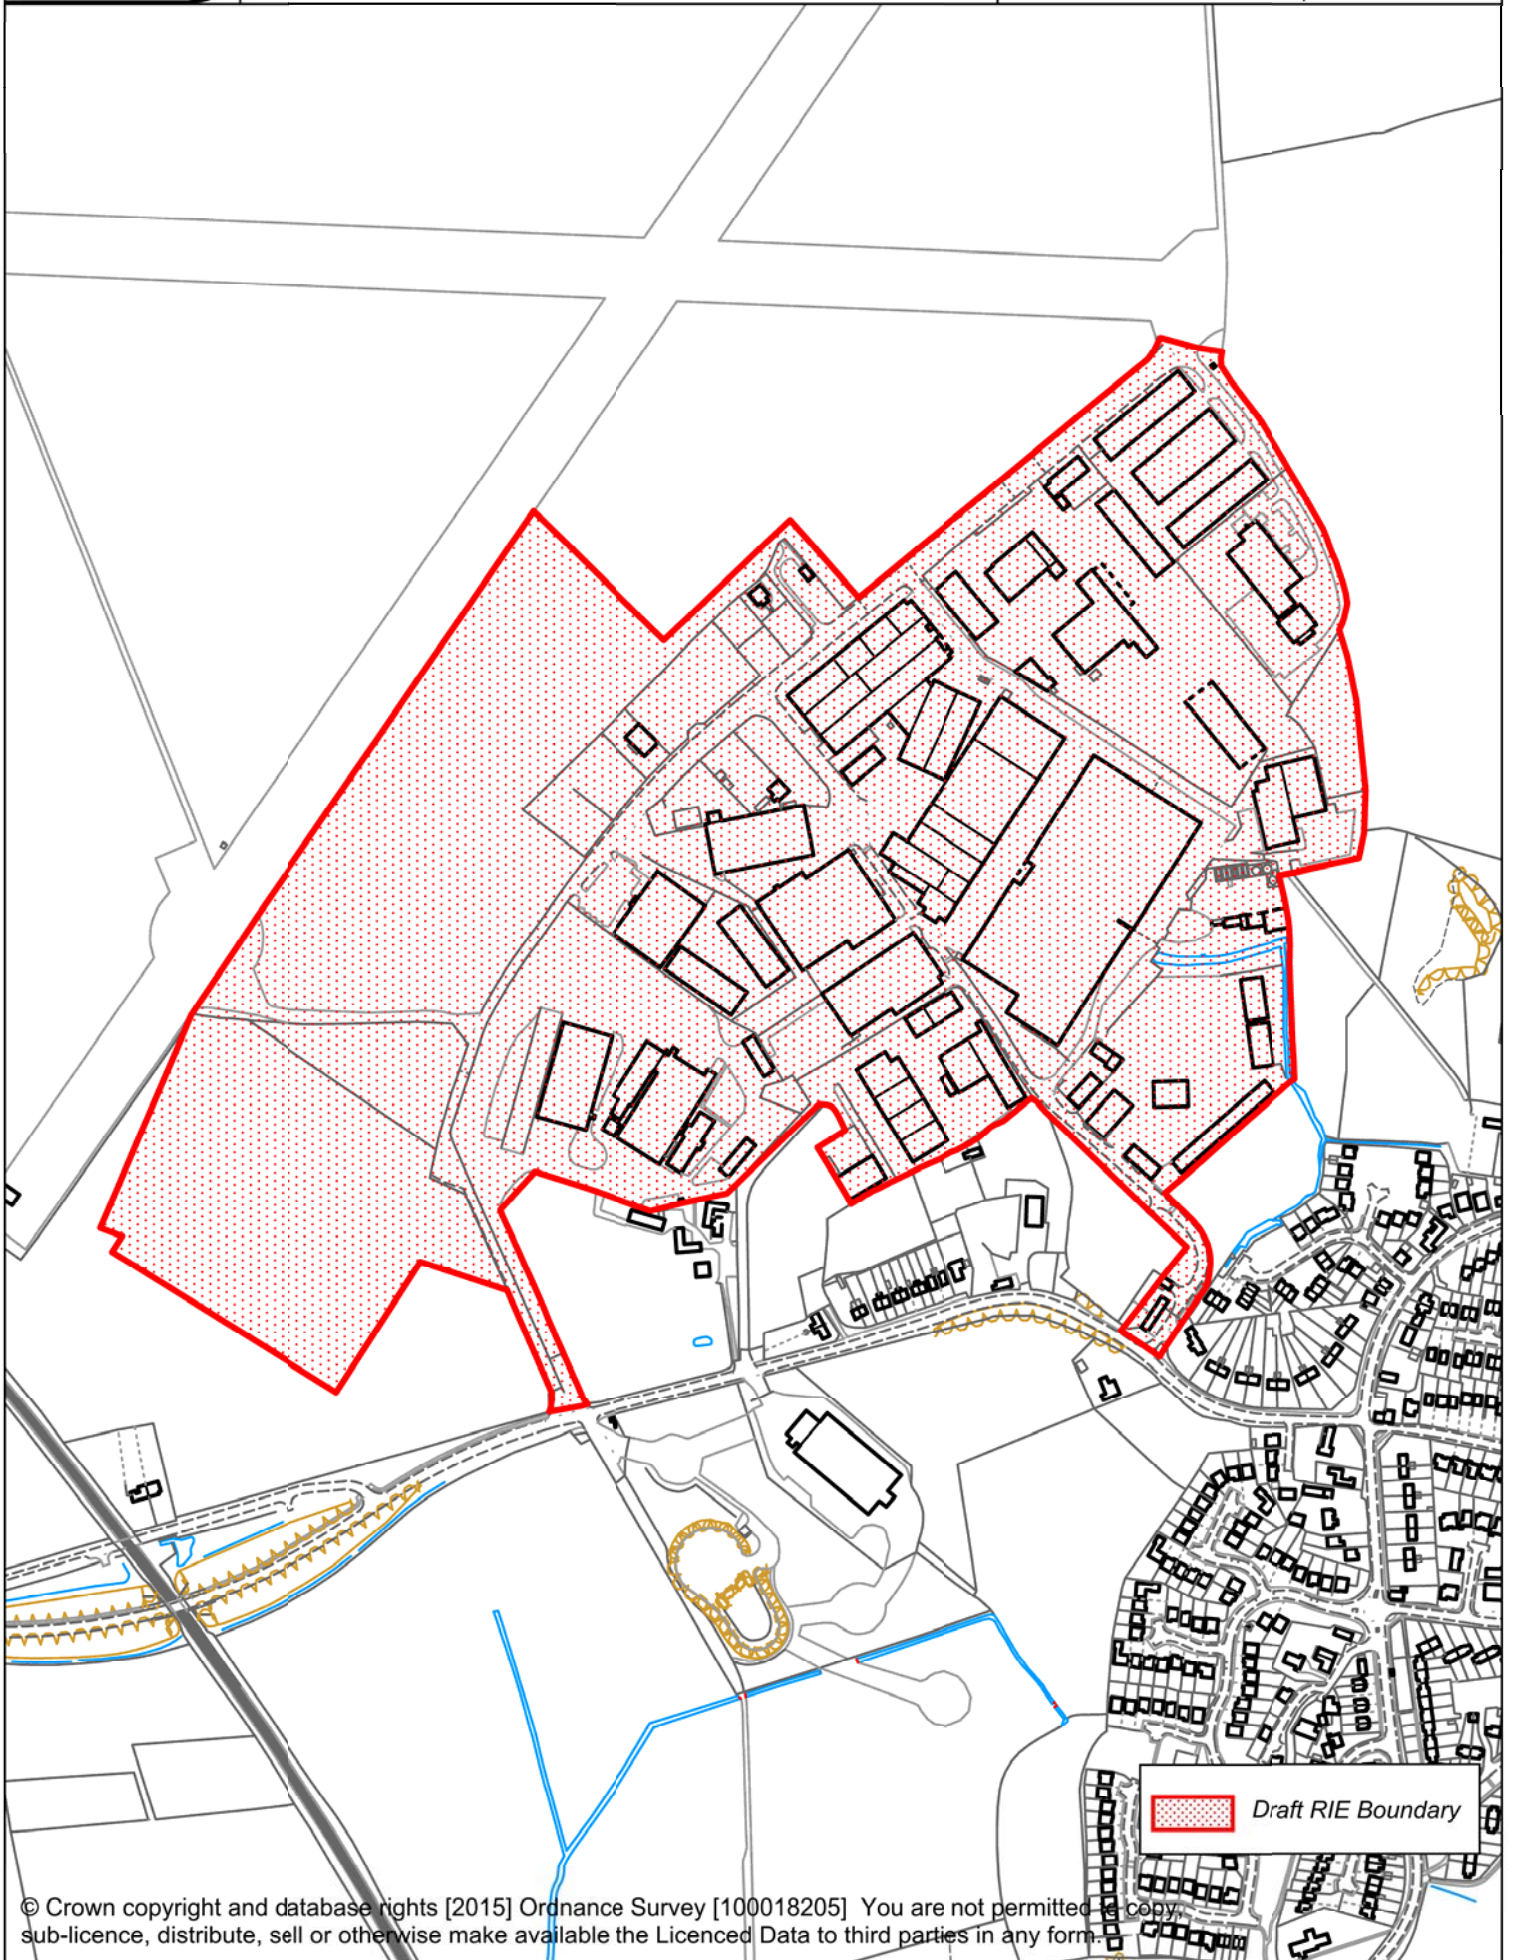 Draft RIE Boundary
© Crown copyright and database rights [2015] Ordnance Survey [100018205] You are not permitted to copy,
sub-licence, distribute, sell or otherwise make available the Licenced Data to third parties in any form.